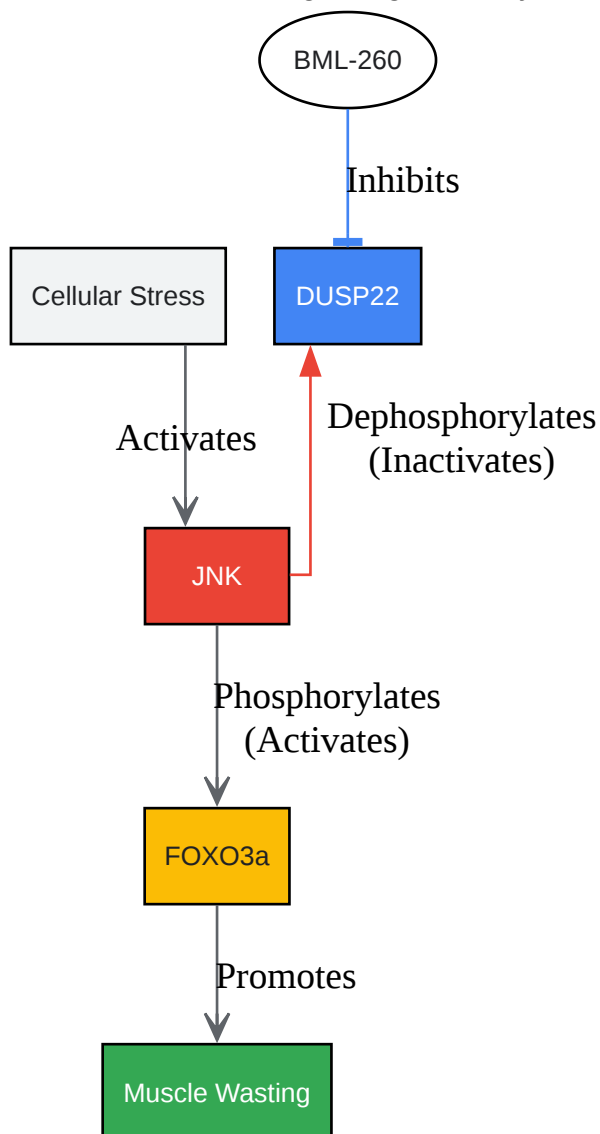 BML-260
Inhibits
Cellular Stress
DUSP22
Activates
Dephosphorylates
(Inactivates)
JNK
Phosphorylates
(Activates)
FOXO3a
Promotes
Muscle Wasting